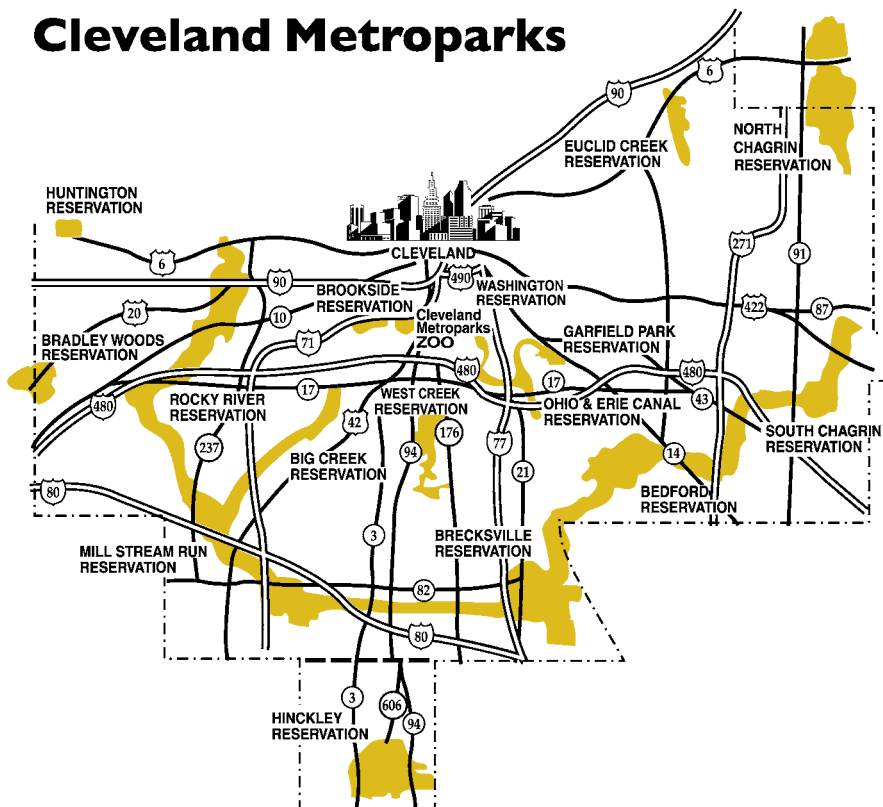 Cleveland Metroparks
6
90
EUCLID CREEK
RESERVATION
NORTH
CHAGRIN
RESERVATION
HUNTINGTON
RESERVATION
271
91
6
CLEVELAND
90
490
BROOKSIDE
RESERVATION
WASHINGTON
RESERVATION
20
10
422
87
Cleveland
Metroparks
ZOO
71
GARFIELD PARK
RESERVATION
BRADLEY WOODS
RESERVATION
480
480
17
17
480
43
ROCKY RIVER
RESERVATION
WEST CREEK
RESERVATION
OHIO & ERIE CANAL
RESERVATION
42
176
77
SOUTH CHAGRIN
RESERVATION
237
94
14
BIG CREEK
RESERVATION
21
80
BEDFORD
RESERVATION
3
BRECKSVILLE
RESERVATION
MILL STREAM RUN
RESERVATION
82
80
3
606
94
HINCKLEY
RESERVATION